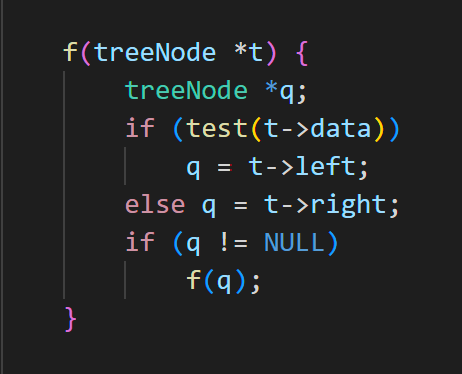 f(treeNode *t) {
    treeNode *q;
    if (test(t->data))
        q = t->left;
    else q = t->right;
    if (q != NULL)
        f(q);
}